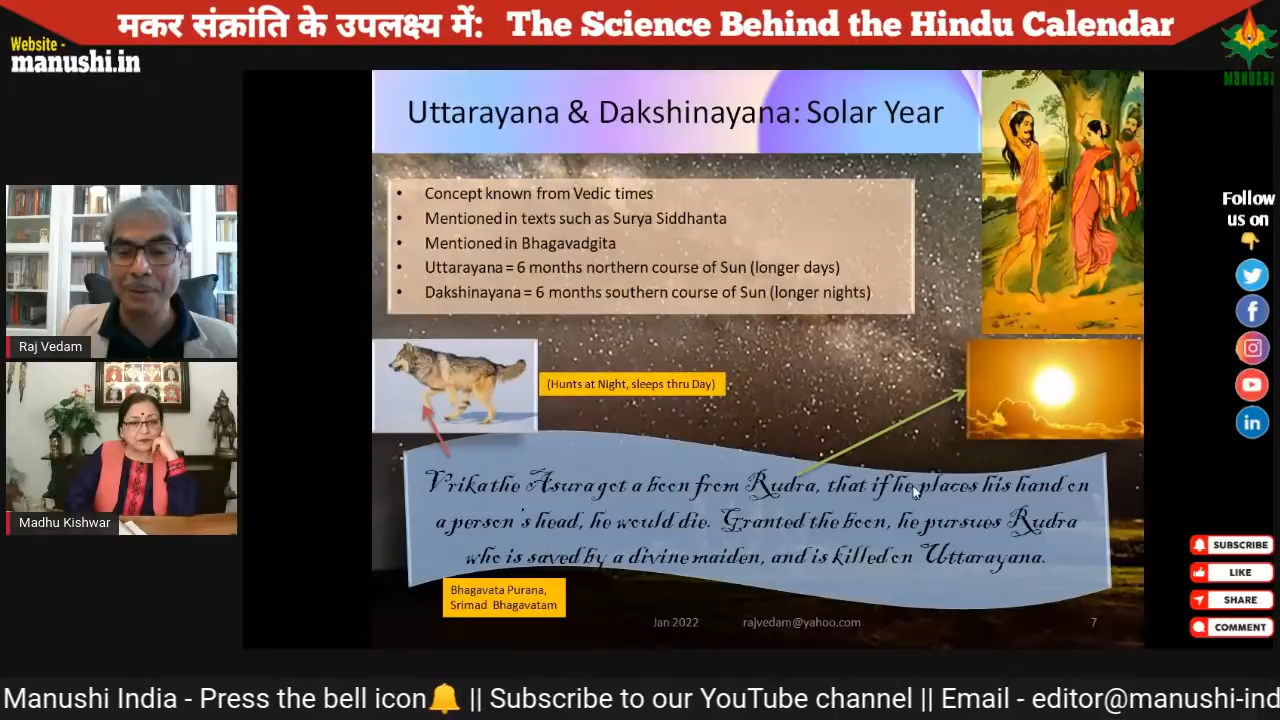 मकर संक्रांति के उपलक्ष्य में: The Science Behind the Hindu Calendar
Website -
manushi.in
MANUSHI
Uttarayana & Dakshinayana: Solar Year
• Concept known from Vedic times
• Mentioned in texts such as Surya Siddhanta
• Mentioned in Bhagavadgita
• Uttarayana = 6 months northern course of Sun (longer days)
• Dakshinayana = 6 months southern course of Sun (longer nights)
Follow
us on
Raj Vedam
(Hunts at Night, sleeps thru Day)
Vrika the Asura got a boon from Rudra, that if he places his hand on
a person's head, he would die. Granted the boon, he pursues Rudra
who is saved by a divine maiden, and is killed on Uttarayana.
Madhu Kishwar
Bhagavata Purana,
Srimad Bhagavatam
Jan 2022 rajvedam@yahoo.com 7
SUBSCRIBE
LIKE
SHARE
COMMENT
Manushi India - Press the bell icon🔔 || Subscribe to our YouTube channel || Email - editor@manushi-ind